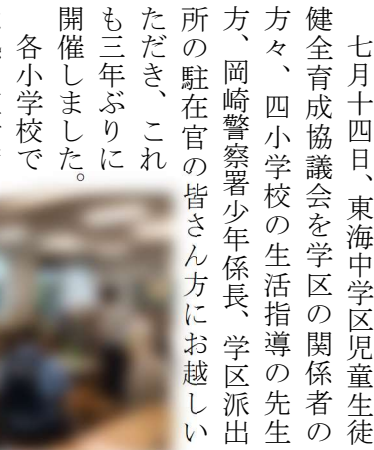 七月十四日、東海中学区児童生徒
健全育成協議会を学区の関係者の
方々、四小学校の生活指導の先生
方、岡崎警察署少年係長、学区派出
所の駐在官の皆さん方にお越しい
ただき、これ
も三年ぶりに
開催しました。
各小学校で